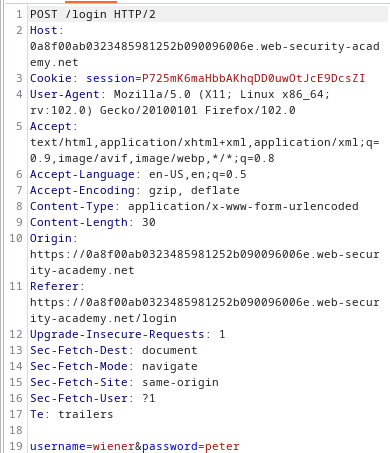 1 POST /login HTTP/2
2 Host:
0a8f00ab0323485981252b090096006e.web-security-acad
emy.net
3 Cookie: session=P725mK6maHbbAKhqDD0uwOtJcE9DcsZI
4 User-Agent: Mozilla/5.0 (X11; Linux x86_64;
rv:102.0) Gecko/20100101 Firefox/102.0
5 Accept:
text/html,application/xhtml+xml,application/xml;q=
0.9,image/avif,image/webp,*/*;q=0.8
6 Accept-Language: en-US,en;q=0.5
7 Accept-Encoding: gzip, deflate
8 Content-Type: application/x-www-form-urlencoded
9 Content-Length: 30
10 Origin:
https://0a8f00ab0323485981252b090096006e.web-secur
ity-academy.net
11 Referer:
https://0a8f00ab0323485981252b090096006e.web-secur
ity-academy.net/login
12 Upgrade-Insecure-Requests: 1
13 Sec-Fetch-Dest: document
14 Sec-Fetch-Mode: navigate
15 Sec-Fetch-Site: same-origin
16 Sec-Fetch-User: ?1
17 Te: trailers
18
19 username=wiener&password=peter